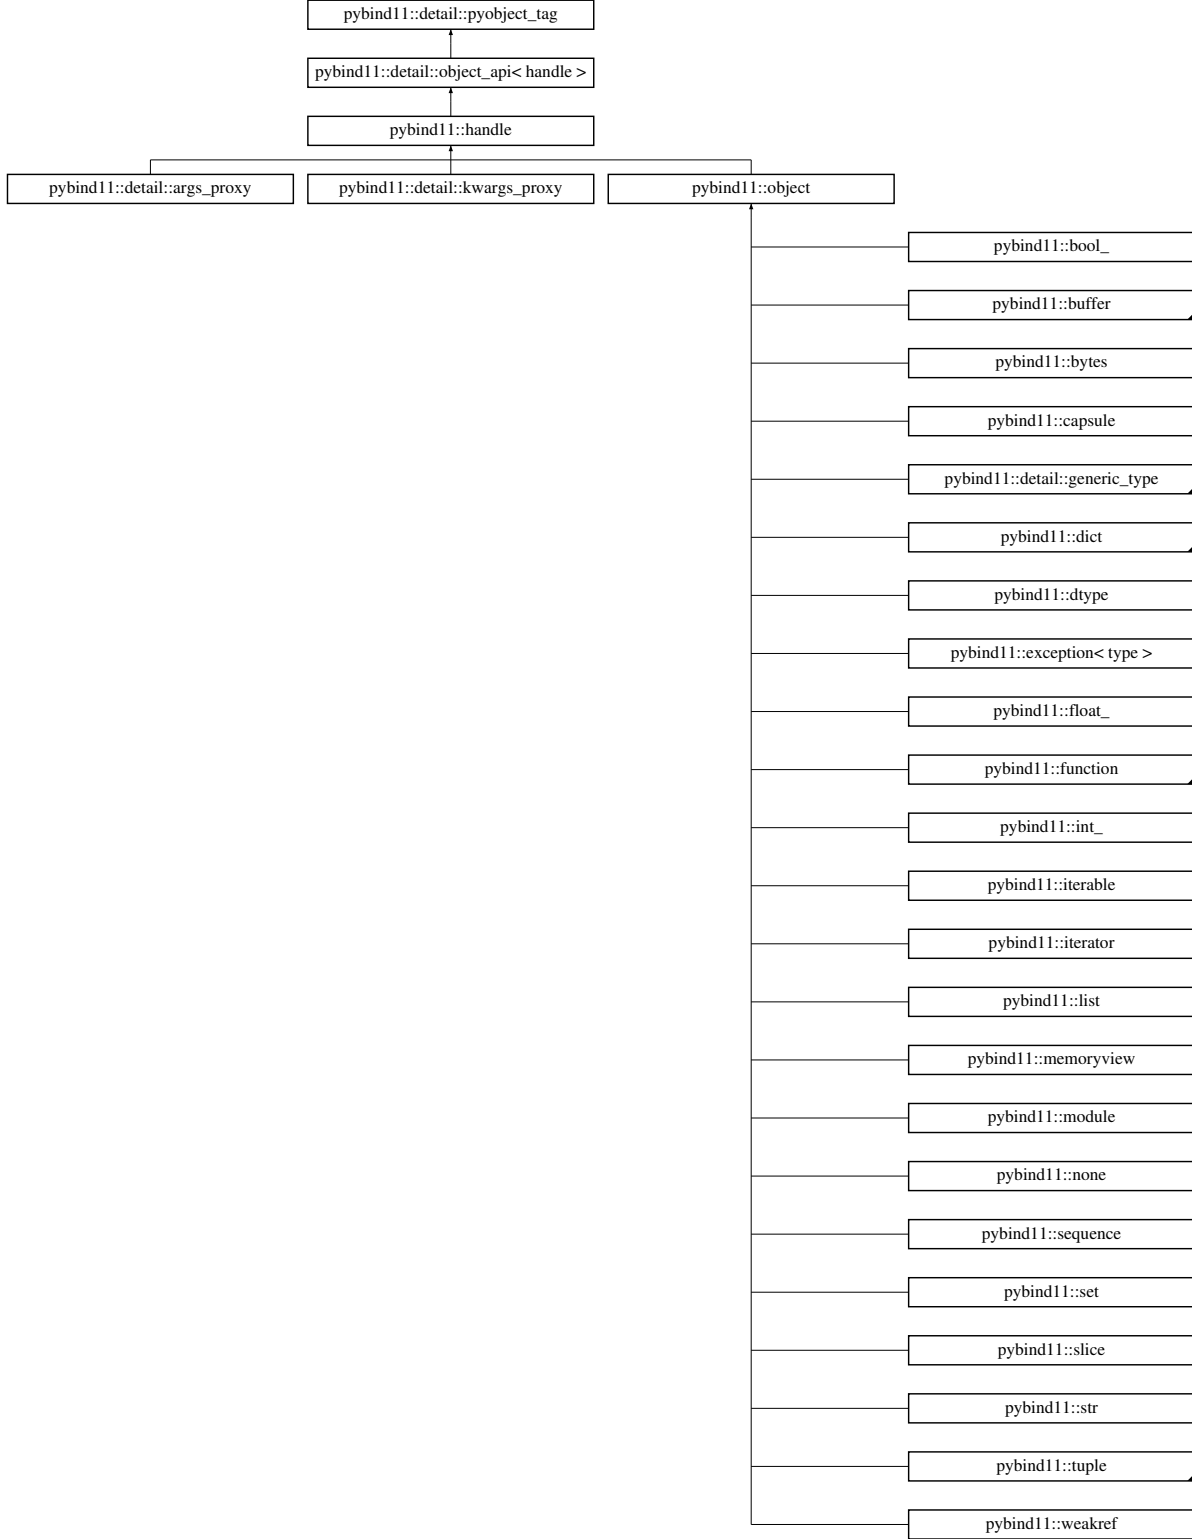 pybind11::detail::pyobject_tag
pybind11::detail::object_api< handle >
pybind11::handle
pybind11::detail::args_proxy
pybind11::detail::kwargs_proxy
pybind11::object
pybind11::bool_
pybind11::buffer
pybind11::bytes
pybind11::capsule
pybind11::detail::generic_type
pybind11::dict
pybind11::dtype
pybind11::exception< type >
pybind11::float_
pybind11::function
pybind11::int_
pybind11::iterable
pybind11::iterator
pybind11::list
pybind11::memoryview
pybind11::module
pybind11::none
pybind11::sequence
pybind11::set
pybind11::slice
pybind11::str
pybind11::tuple
pybind11::weakref